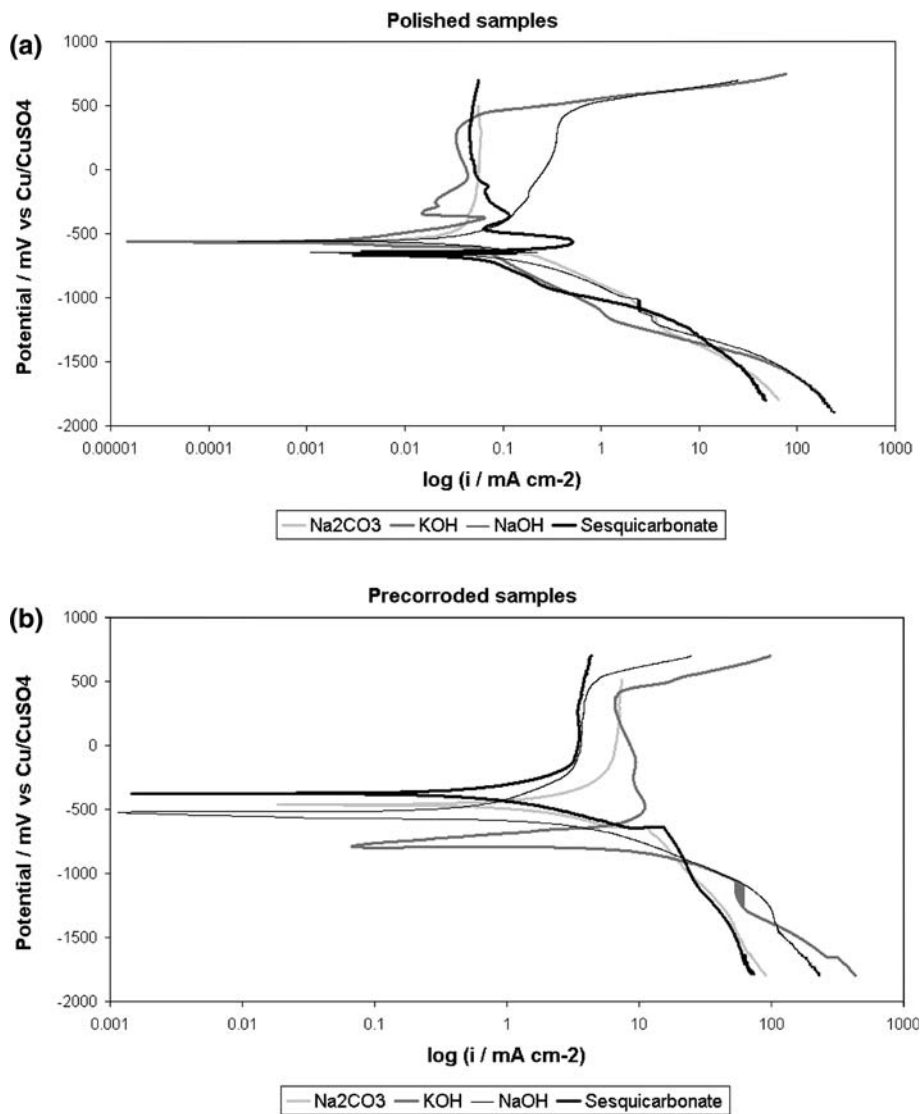 Polished samples
(a)
1000
500
0
-500
-1000
-1500
-2000
Potential / mV vs Cu/CuSO4
0.00001 0.0001 0.001 0.01 0.1 1 10 100 1000
log (i / mA cm-2)
Na2CO3 KOH NaOH Sesquicarbonate
Precorroded samples
(b)
1000
500
0
-500
-1000
-1500
-2000
Potential / mV vs Cu/CuSO4
0.001 0.01 0.1 1 10 100 1000
log (i / mA cm-2)
Na2CO3 KOH NaOH Sesquicarbonate